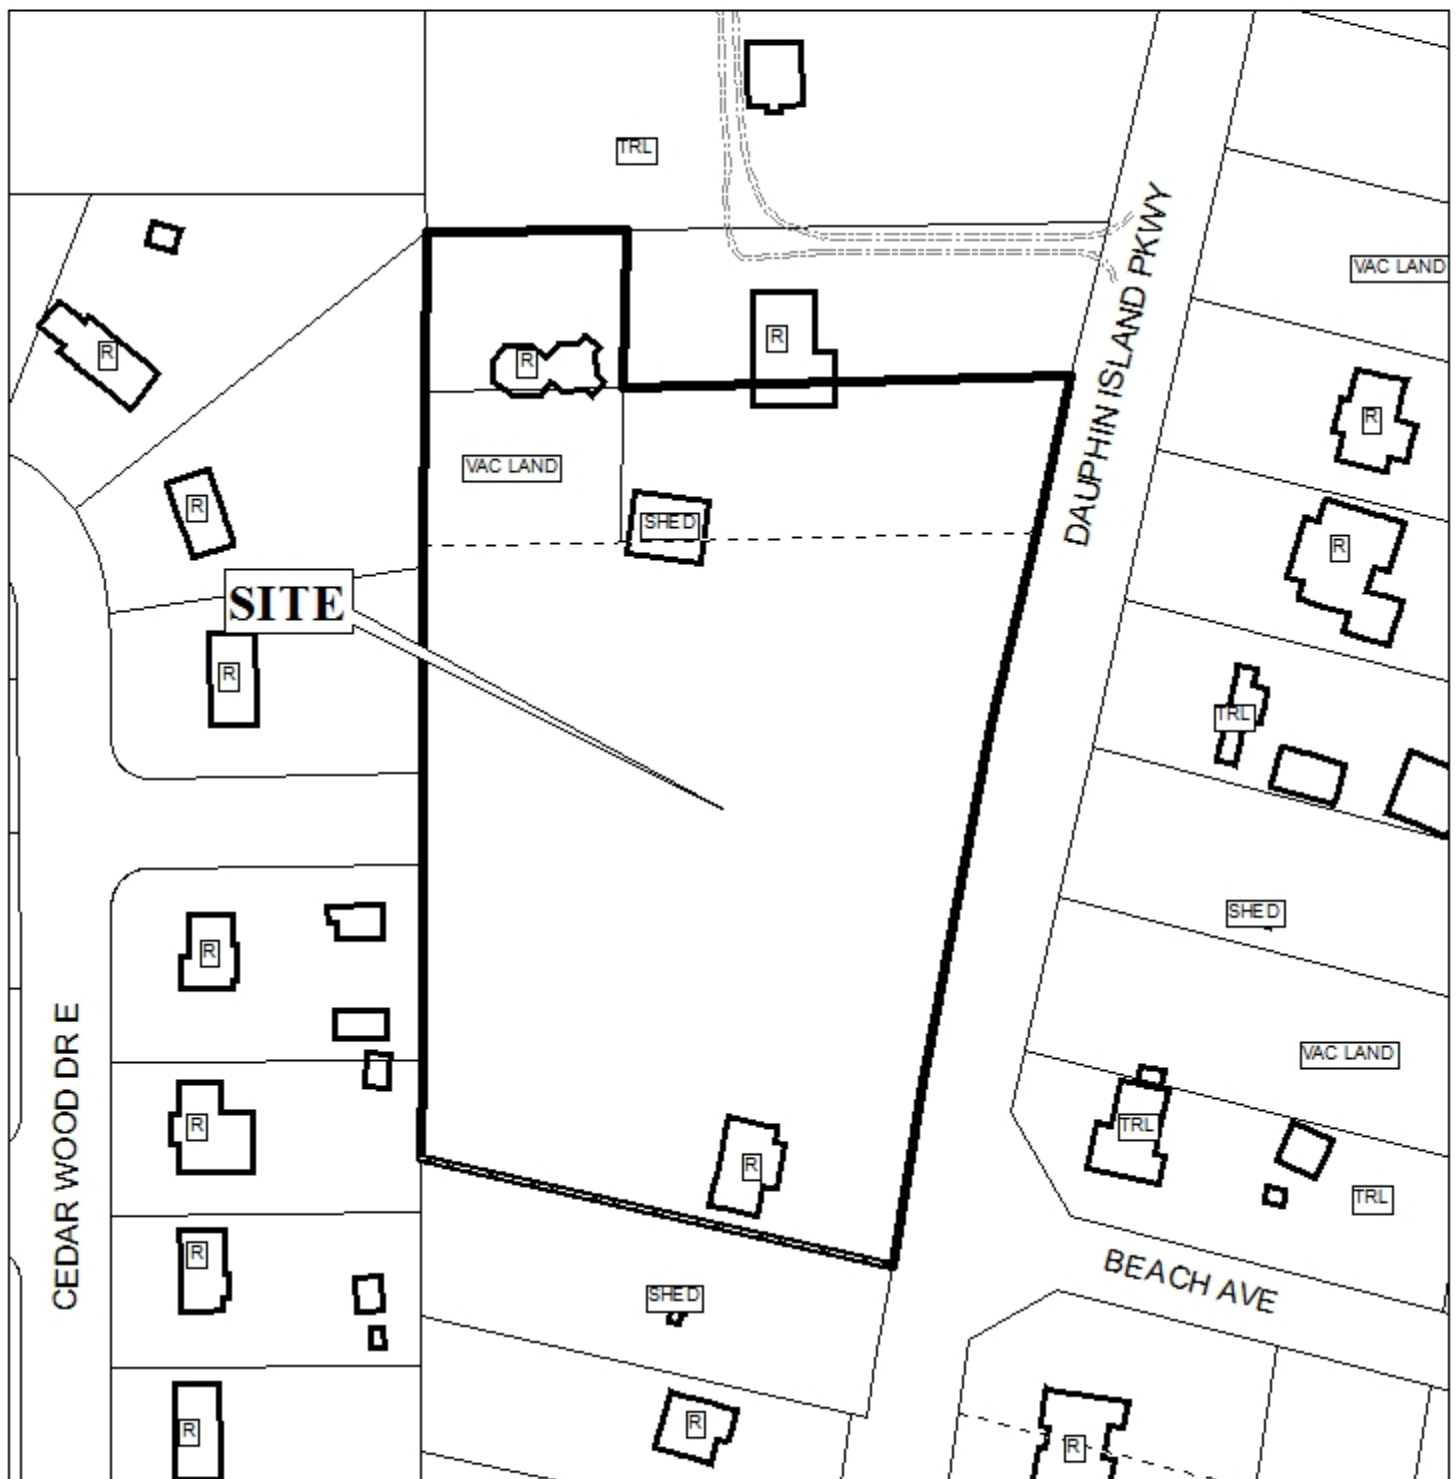 TRL
DAUPHIN ISLAND PKWY
VAC LAND
R
R
R
R
R
VAC LAND
R
SHED
R
SITE
R
TRL
SHED
R
CEDAR WOOD DR E
VAC LAND
R
TRL
R
TRL
R
BEACH AVE
SHED
R
R
R